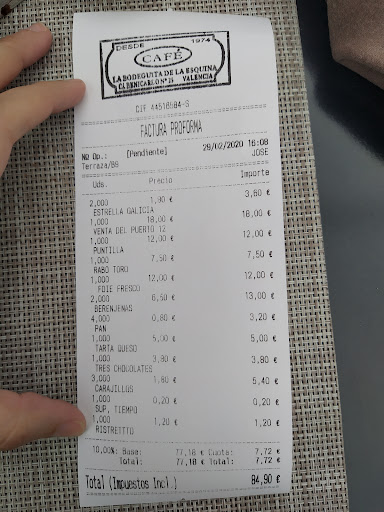 DESDE 1974
CAFÉ
LA BODEGUITA DE LA ESQUINA
C/. BENICARLO Nº 15 VALENCIA
CIF 44516584-S
FACTURA PROFORMA
Nº Op.: [Pendiente] 29/02/2020 16:08
Terraza/B6 JOSE
Uds. Precio Importe
2,000 1,80 € 3,60 €
ESTRELLA GALICIA
1,000 18,00 € 18,00 €
VENTA DEL PUERTO 12
1,000 12,00 € 12,00 €
PUNTILLA
1,000 7,50 € 7,50 €
RABO TORO
1,000 12,00 € 12,00 €
FOIE FRESCO
2,000 6,50 € 13,00 €
BERENJENAS
4,000 0,80 € 3,20 €
PAN
1,000 5,00 € 5,00 €
TARTA QUESO
1,000 3,80 € 3,80 €
TRES CHOCOLATES
3,000 1,80 € 5,40 €
CARAJILLOS
1,000 0,20 € 0,20 €
SUP. TIEMPO
1,000 1,20 € 1,20 €
RISTRETTO
10,00%: Base: 77,18 € Cuota: 7,72 €
Total: 77,18 € Total: 7,72 €
Total (Impuestos Incl.) 84,90 €